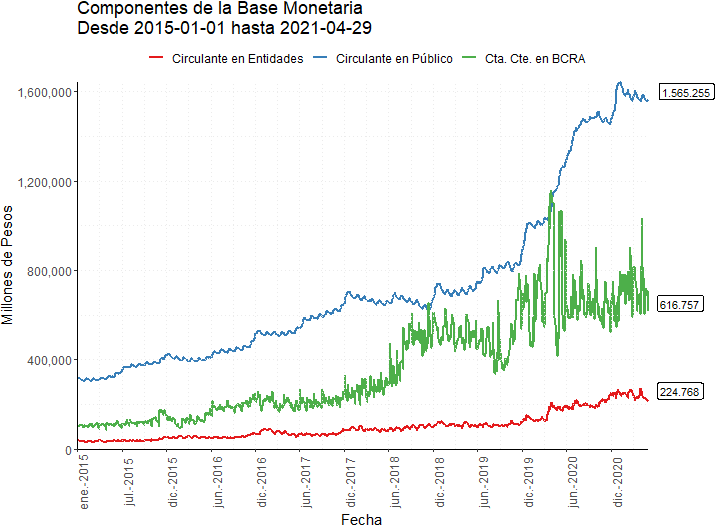 Componentes de la Base Monetaria
Desde 2015-01-01 hasta 2021-04-29
Circulante en Entidades Circulante en Público Cta. Cte. en BCRA
Millones de Pesos
1,600,000
1,200,000
800,000
400,000
0
1.565.255
616.757
224.768
ene.-2015
jul.-2015
dic.-2015
jun.-2016
dic.-2016
jun.-2017
dic.-2017
jun.-2018
dic.-2018
jun.-2019
dic.-2019
jun.-2020
dic.-2020
Fecha